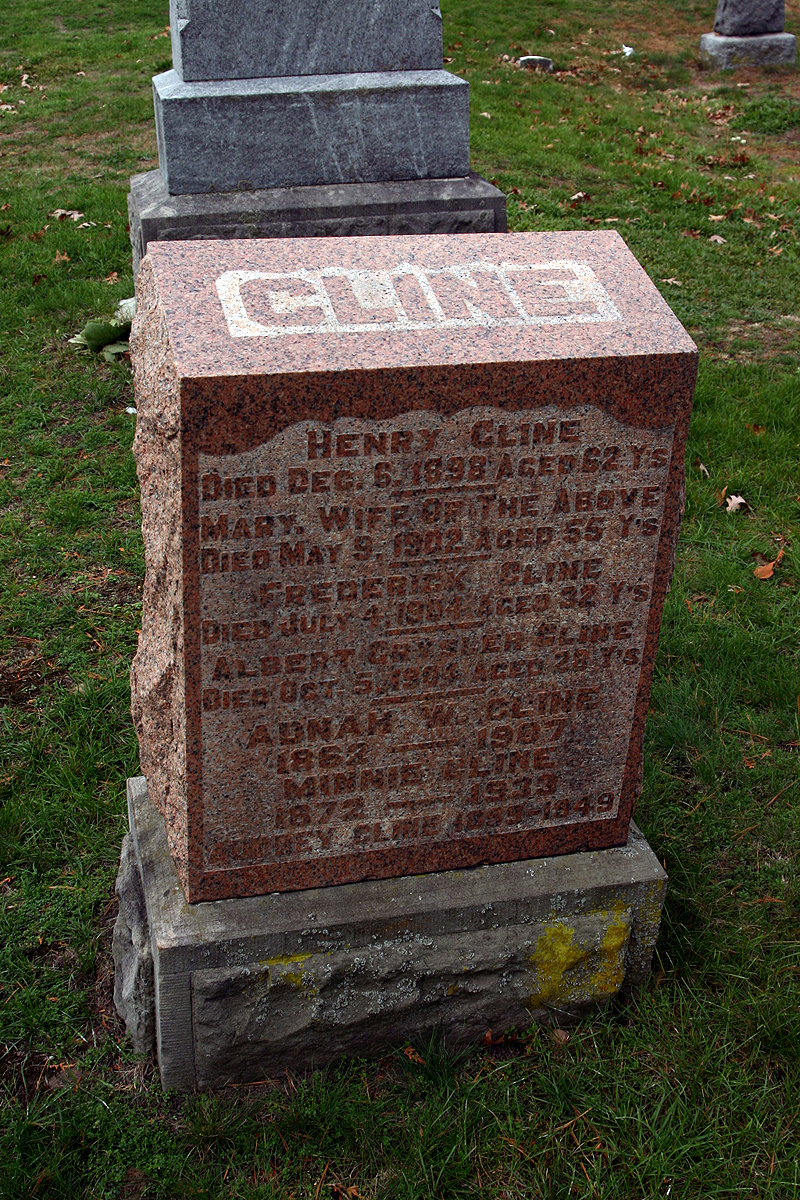 CLINE
HENRY CLINE
DIED DEC. 6, 1898 AGED 62 Y'S
MARY, WIFE OF THE ABOVE
DIED MAY 9, 1902 AGED 55 Y'S
FREDERICK CLINE
DIED JULY 4, 1904 AGED 32 Y'S
ALBERT CRYSLER CLINE
DIED OCT. 5, 1904 AGED 28 Y'S
ADNAH W. CLINE
1862 — 1907
MINNIE CLINE
1872 — 1933
CLINE 1949